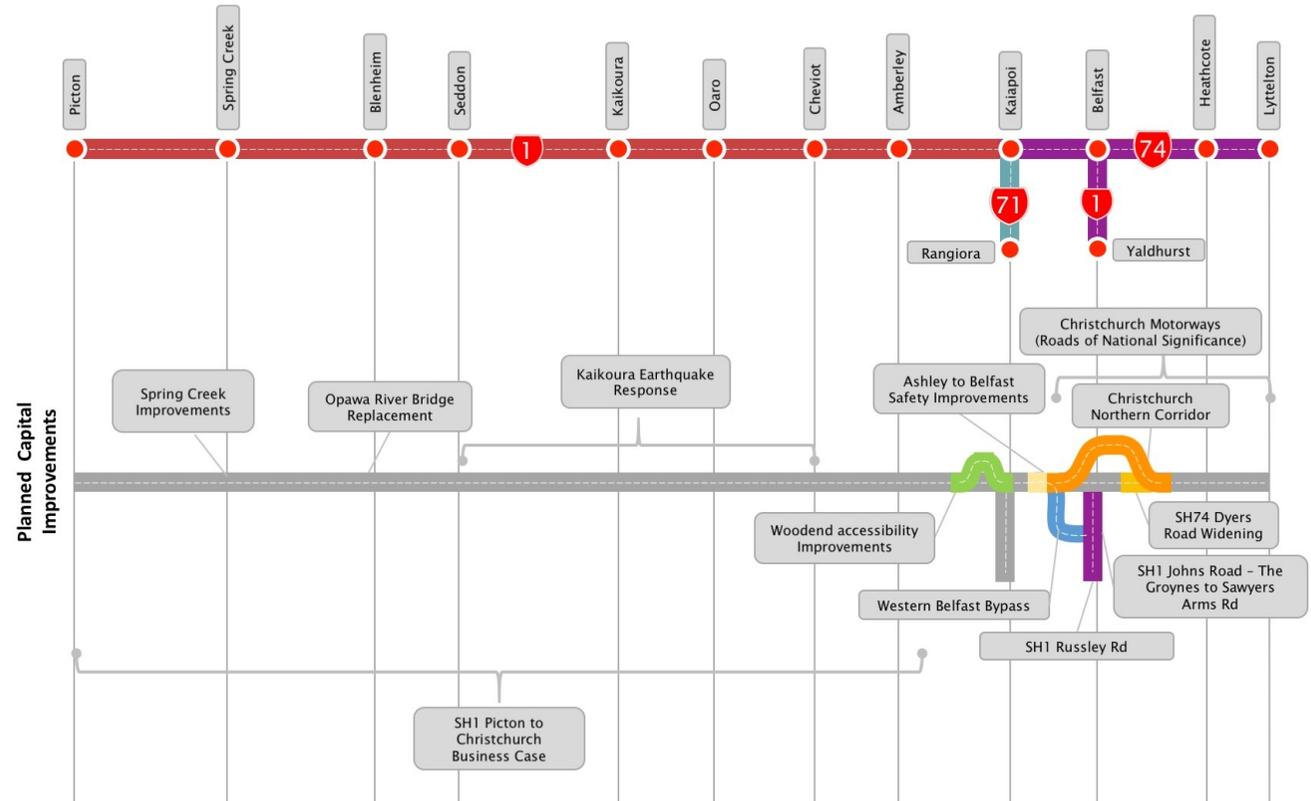 Picton
Spring Creek
Blenheim
Seddon
Kaikoura
Oaro
Cheviot
Amberley
Kaiapoi
Belfast
Heathcote
Lyttelton
1
74
71
1
Rangiora
Yaldhurst
Planned Capital
Improvements
Spring Creek
Improvements
Opawa River Bridge
Replacement
Kaikoura Earthquake
Response
Ashley to Belfast
Safety Improvements
Christchurch Motorways
(Roads of National Significance)
Christchurch
Northern Corridor
Woodend accessibility
Improvements
SH74 Dyers
Road Widening
SH1 Johns Road – The
Groynes to Sawyers
Arms Rd
Western Belfast Bypass
SH1 Russley Rd
SH1 Picton to
Christchurch
Business Case